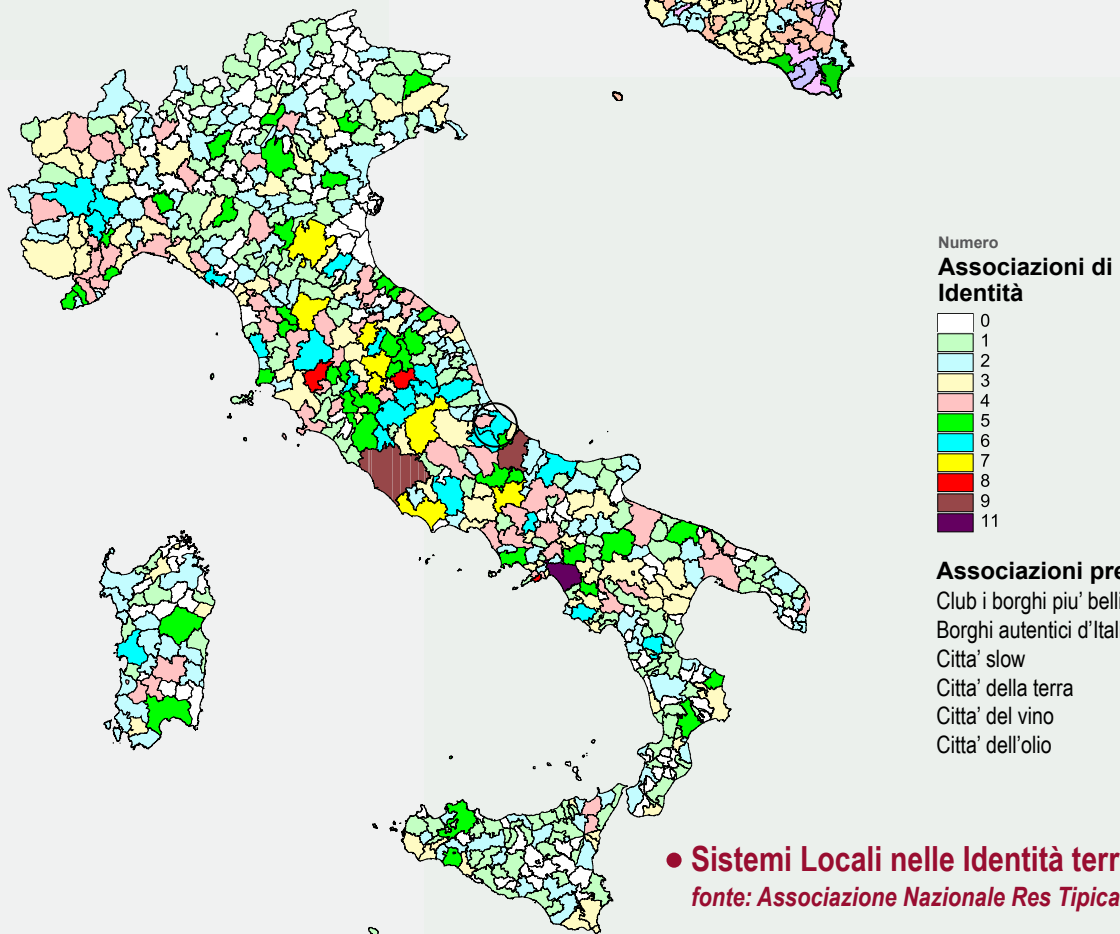 Numero
Associazioni di
Identità
0
1
2
3
4
5
6
7
8
9
11
Associazioni pre
Club i borghi piu' belli
Borghi autentici d'Ital
Citta' slow
Citta' della terra
Citta' del vino
Citta' dell'olio
• Sistemi Locali nelle Identità terr
fonte: Associazione Nazionale Res Tipica